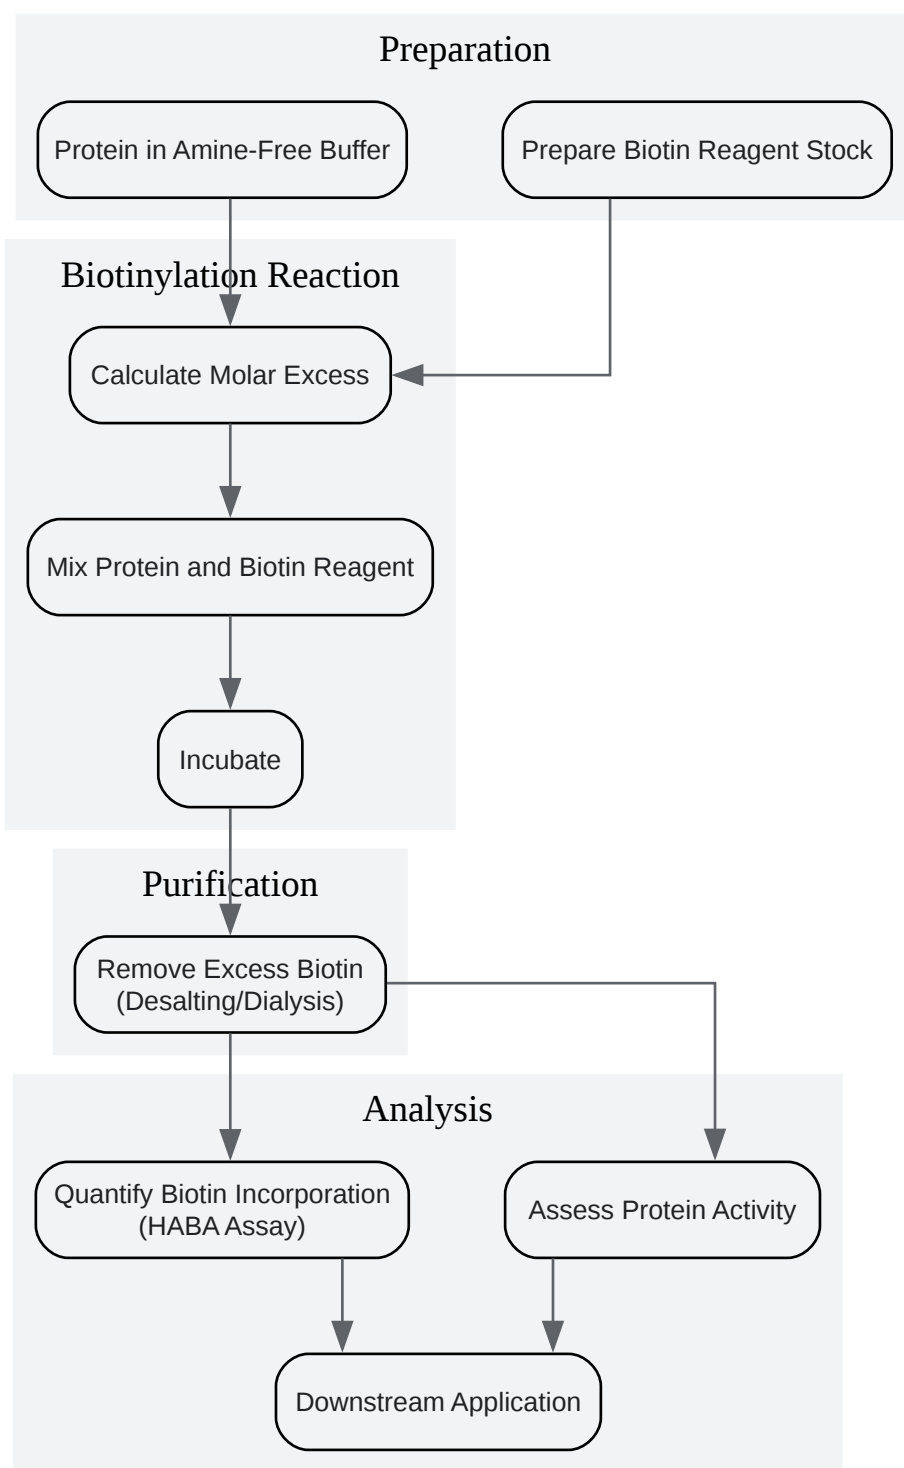 Preparation
Protein in Amine-Free Buffer
Prepare Biotin Reagent Stock
Biotinylation Reaction
Calculate Molar Excess
Mix Protein and Biotin Reagent
Incubate
Purification
Remove Excess Biotin
(Desalting/Dialysis)
Analysis
Quantify Biotin Incorporation
(HABA Assay)
Assess Protein Activity
Downstream Application